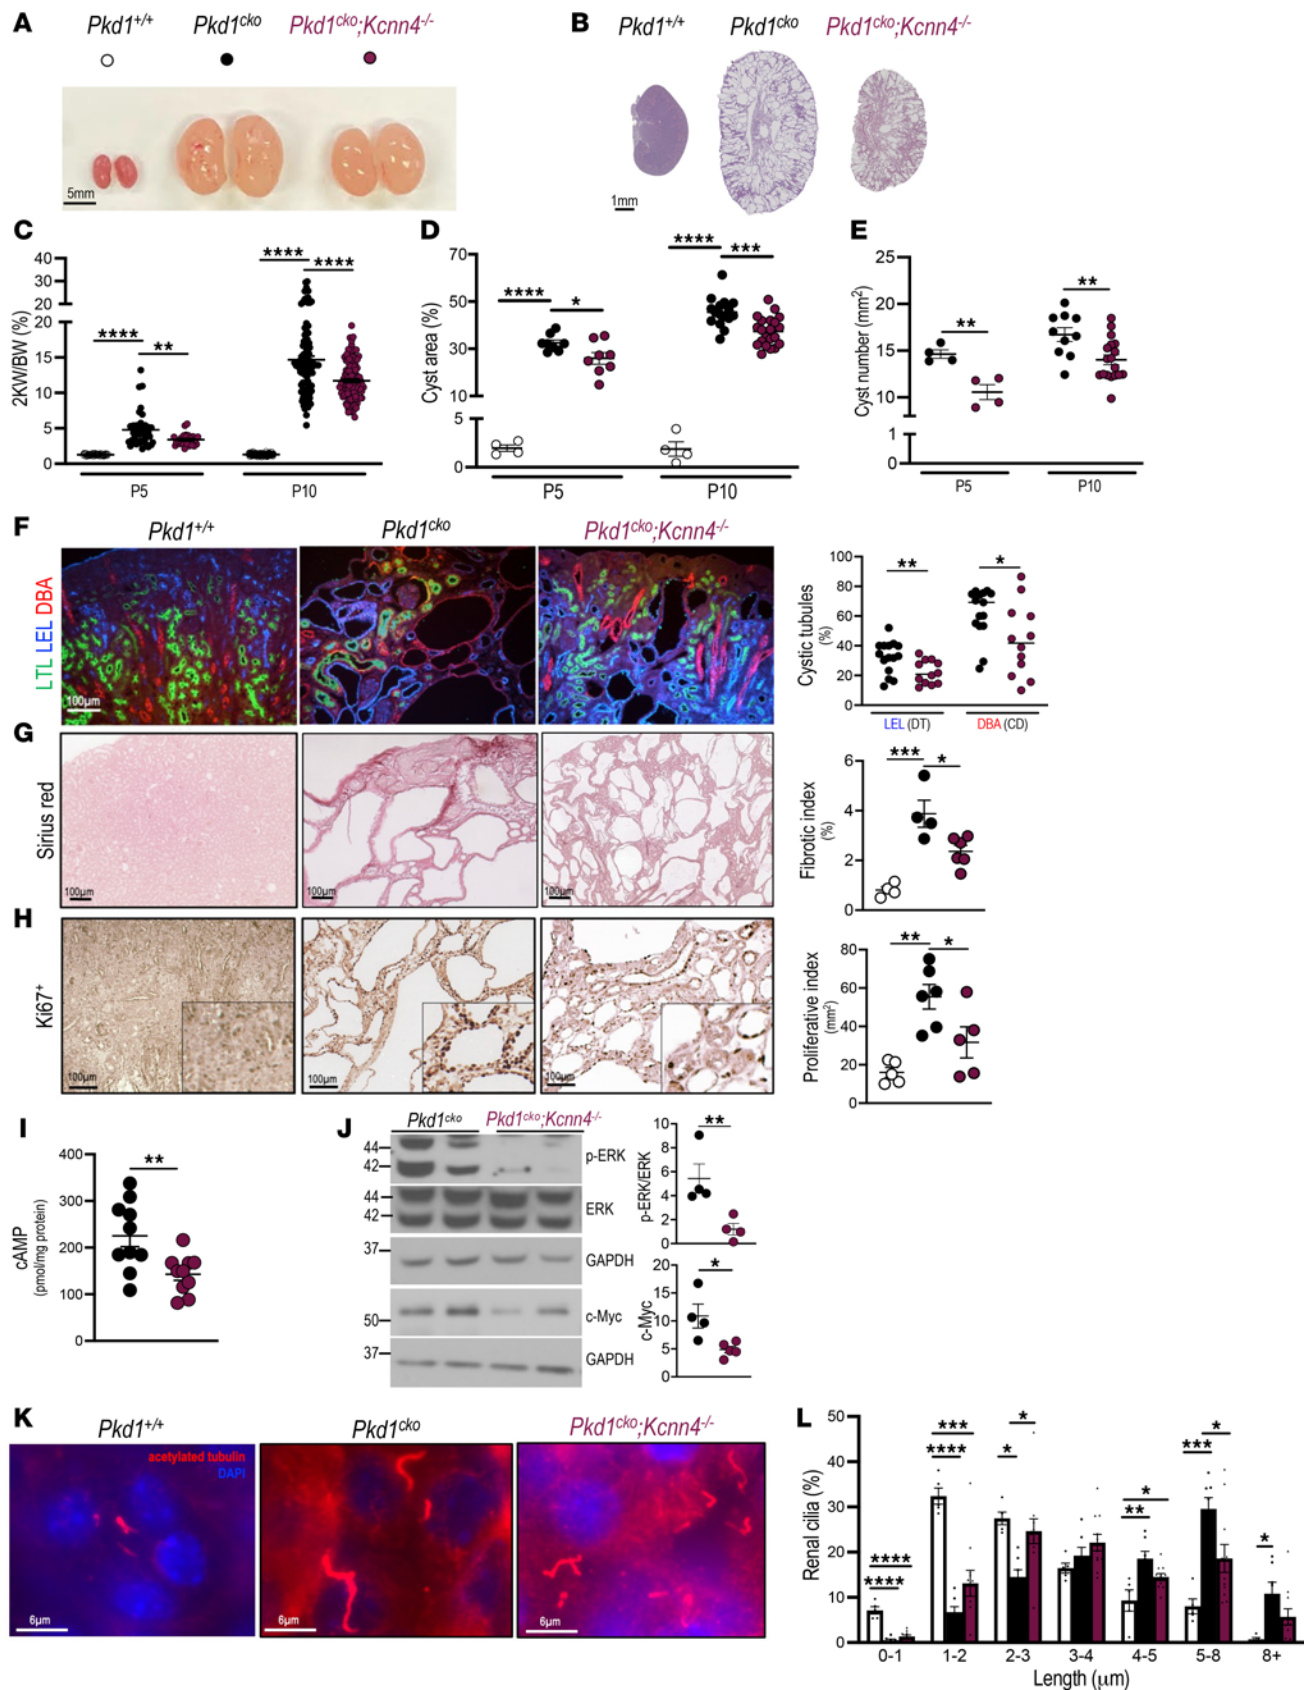 A
Pkd1+/+
Pkd1cko
Pkd1cko;Kcnn4-/-
5mm
B
Pkd1+/+
Pkd1cko
Pkd1cko;Kcnn4-/-
1mm
C
2KW/BW (%)
40
30
20
15
10
5
0
****
**
****
****
P5
P10
D
Cyst area (%)
70
50
30
10
5
0
****
*
****
***
P5
P10
E
Cyst number (mm2)
25
20
15
10
1
0
**
**
P5
P10
F
Pkd1+/+
Pkd1cko
Pkd1cko;Kcnn4-/-
LTL LEL DBA
100µm
Cystic tubules
(%)
100
80
60
40
20
0
**
*
LEL (DT)
DBA (CD)
G
Sirius red
100µm
100µm
100µm
Fibrotic index
(%)
6
4
2
0
***
*
H
Ki67+
100µm
100µm
100µm
Proliferative index
(mm2)
80
60
40
20
0
**
*
I
cAMP
(pmol/mg protein)
400
300
200
100
0
**
J
Pkd1cko
Pkd1cko;Kcnn4-/-
44
42
p-ERK
44
42
ERK
37
GAPDH
50
c-Myc
37
GAPDH
p-ERK/ERK
10
8
6
4
2
0
**
c-Myc
20
15
10
5
0
*
K
Pkd1+/+
Pkd1cko
Pkd1cko;Kcnn4-/-
acetylated tubulin
DAPI
6µm
6µm
6µm
L
Renal cilia (%)
50
40
30
20
10
0
****
****
***
****
*
*
*
**
*
***
*
0-1
1-2
2-3
3-4
4-5
5-8
8+
Length (µm)